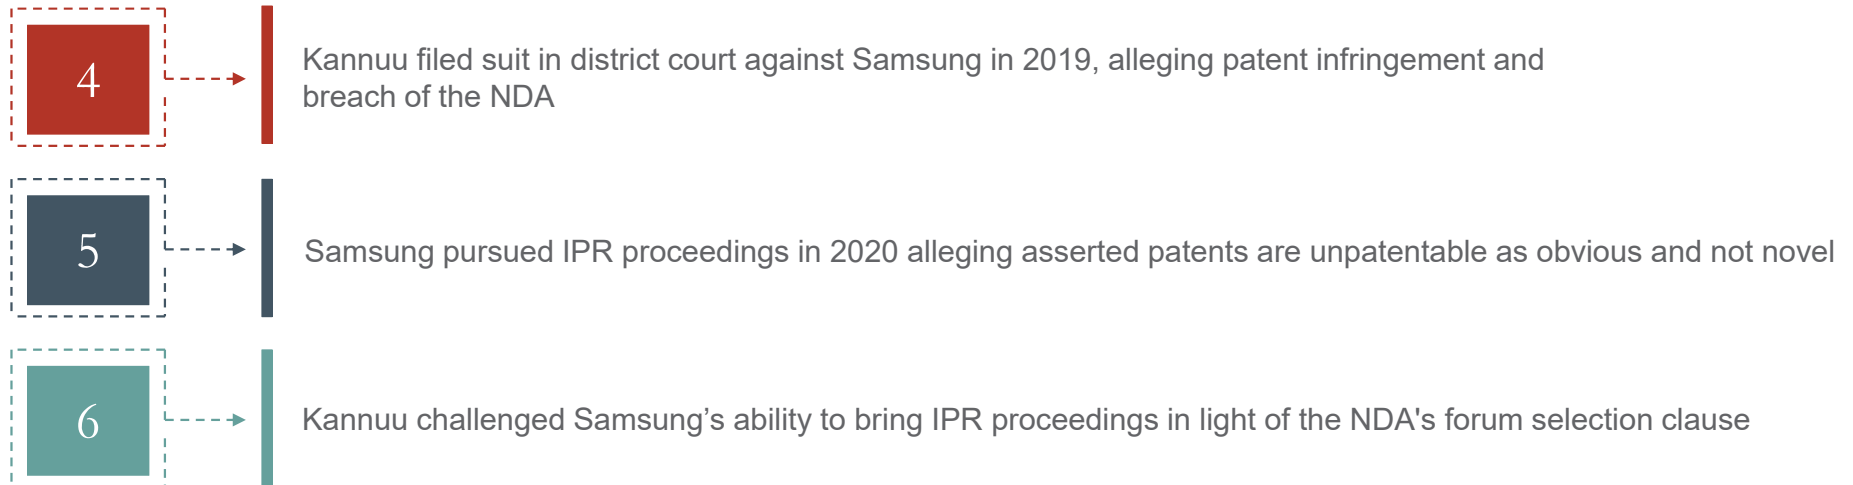 4
Kannuu filed suit in district court against Samsung in 2019, alleging patent infringement and
breach of the NDA
5
Samsung pursued IPR proceedings in 2020 alleging asserted patents are unpatentable as obvious and not novel
6
Kannuu challenged Samsung’s ability to bring IPR proceedings in light of the NDA's forum selection clause